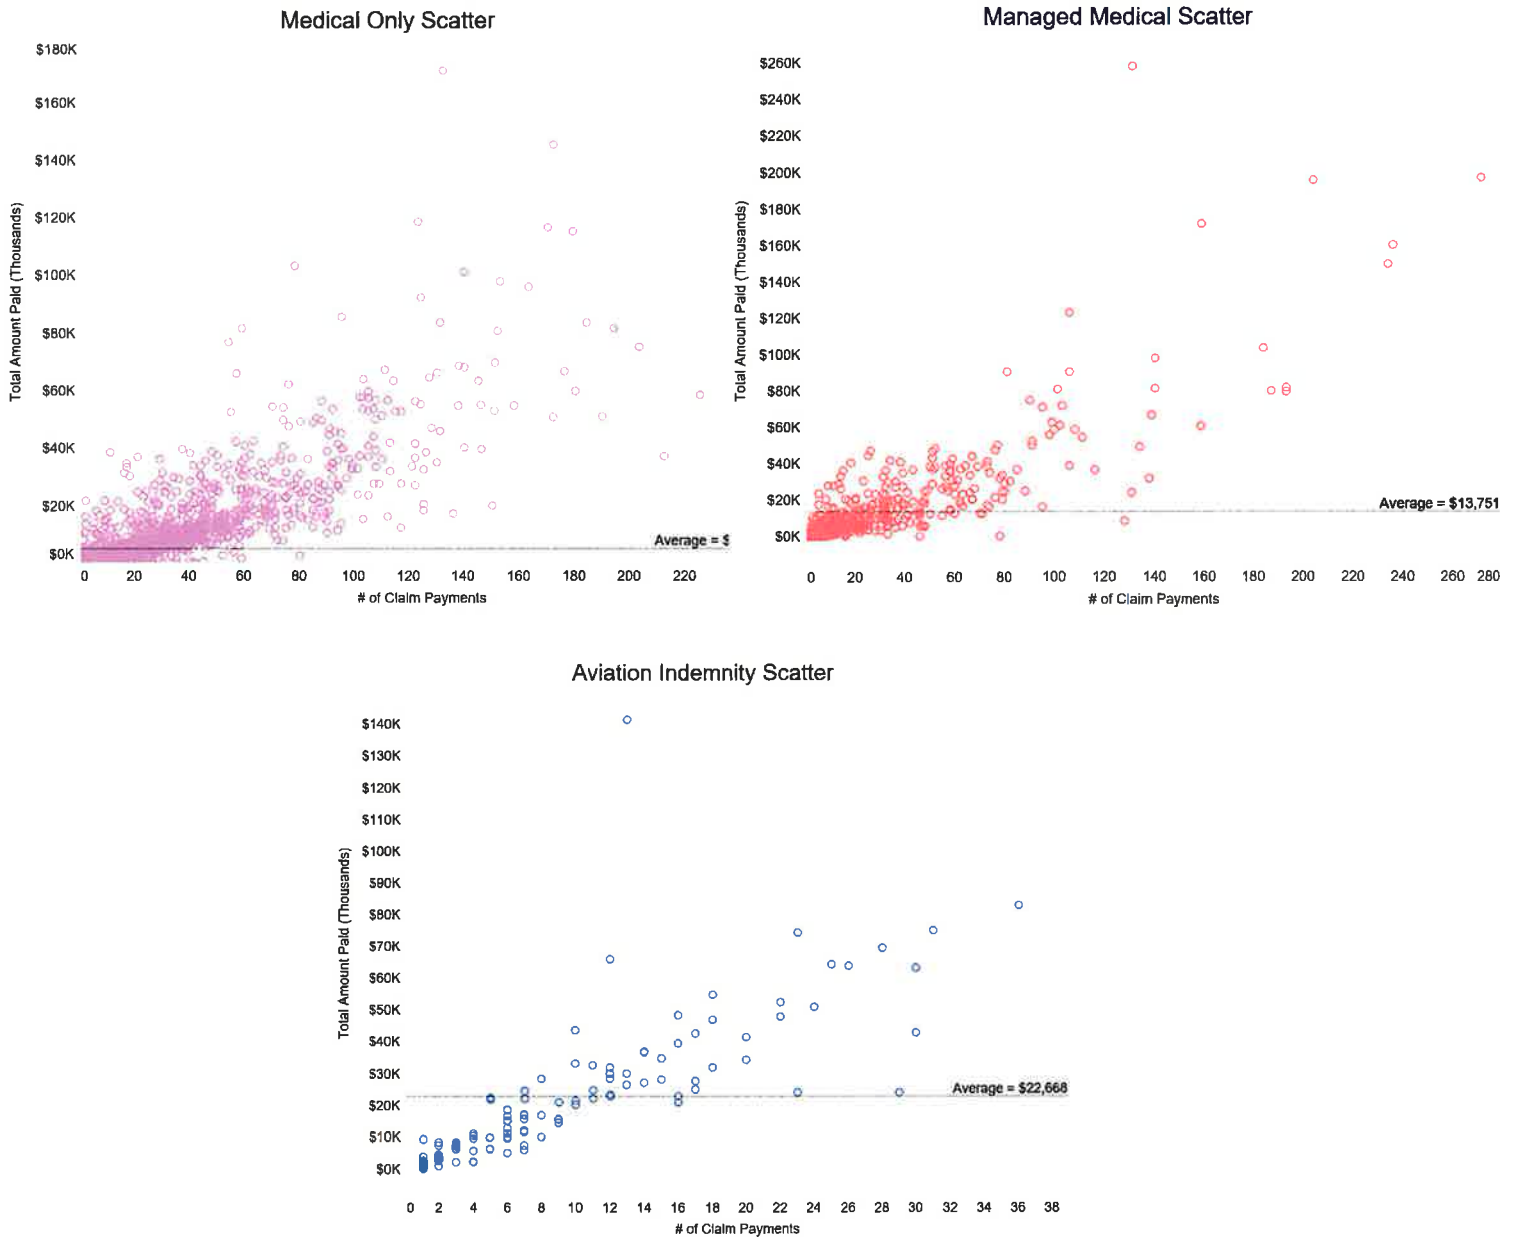 Medical Only Scatter
Total Amount Paid (Thousands)
$180K
$160K
$140K
$120K
$100K
$80K
$60K
$40K
$20K
$0K
Average = $
0 20 40 60 80 100 120 140 160 180 200 220
# of Claim Payments
Managed Medical Scatter
Total Amount Paid (Thousands)
$260K
$240K
$220K
$200K
$180K
$160K
$140K
$120K
$100K
$80K
$60K
$40K
$20K
$0K
Average = $13,751
0 20 40 60 80 100 120 140 160 180 200 220 240 260 280
# of Claim Payments
Aviation Indemnity Scatter
Total Amount Paid (Thousands)
$140K
$130K
$120K
$110K
$100K
$90K
$80K
$70K
$60K
$50K
$40K
$30K
$20K
$10K
$0K
Average = $22,668
0 2 4 6 8 10 12 14 16 18 20 22 24 26 28 30 32 34 36 38
# of Claim Payments